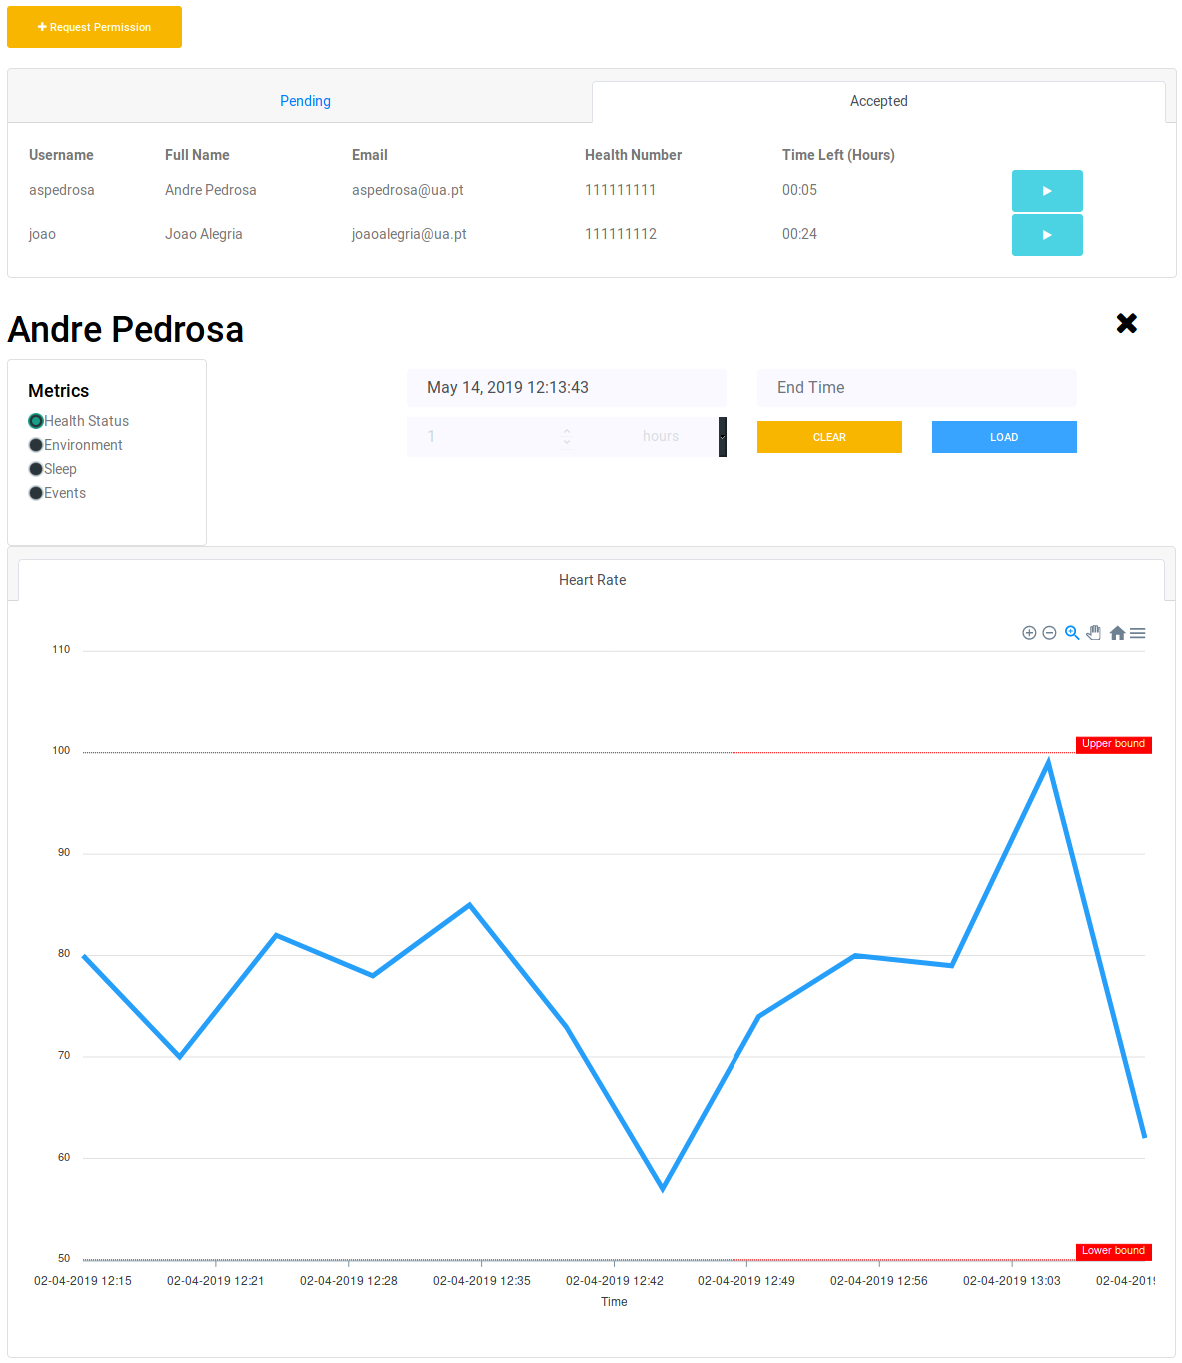 Request Permission
Pending Accepted
Username Full Name Email Health Number Time Left (Hours)
aspedrosa Andre Pedrosa aspedrosa@ua.pt 111111111 00:05
joao Joao Alegria joaoalegria@ua.pt 111111112 00:24
Andre Pedrosa
Metrics
Health Status
Environment
Sleep
Events
May 14, 2019 12:13:43 End Time
1 hours CLEAR LOAD
Heart Rate
110
100
Upper bound
90
80
70
60
50
Lower bound
02-04-2019 12:15 02-04-2019 12:21 02-04-2019 12:28 02-04-2019 12:35 02-04-2019 12:42 02-04-2019 12:49 02-04-2019 12:56 02-04-2019 13:03
Time